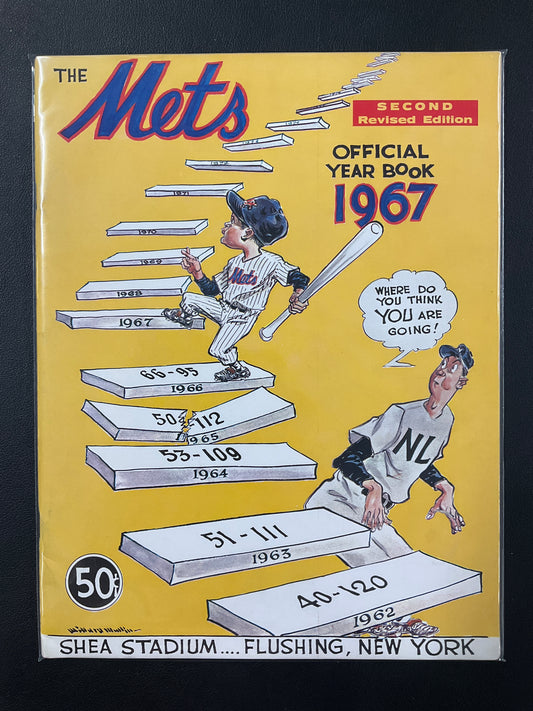 THE Mets
SECOND
Revised Edition
OFFICIAL
YEAR BOOK
1967
1971
1970
1969
1968
1967
Mets
WHERE DO
YOU THINK
YOU ARE
GOING!
66-95
1966
50-112
1965
53-109
1964
NL
51-111
1963
40-120
1962
50¢
SHEA STADIUM.... FLUSHING, NEW YORK